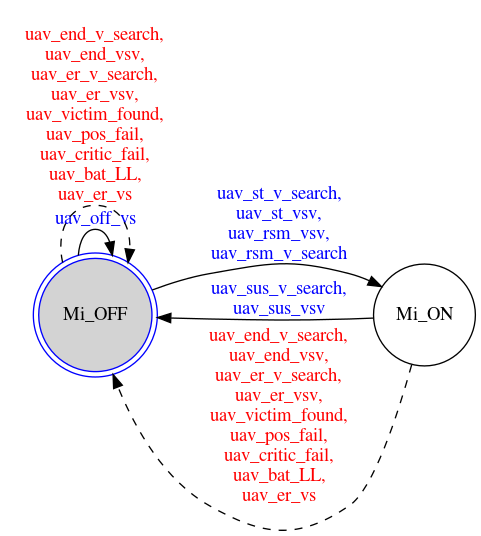 uav_end_v_search,
uav_end_vsv,
uav_er_v_search,
uav_er_vsv,
uav_victim_found,
uav_pos_fail,
uav_critic_fail,
uav_bat_LL,
uav_er_vs
uav_off_vs
Mi_OFF
uav_st_v_search,
uav_st_vsv,
uav_rsm_vsv,
uav_rsm_v_search
uav_sus_v_search,
uav_sus_vsv
uav_end_v_search,
uav_end_vsv,
uav_er_v_search,
uav_er_vsv,
uav_victim_found,
uav_pos_fail,
uav_critic_fail,
uav_bat_LL,
uav_er_vs
Mi_ON